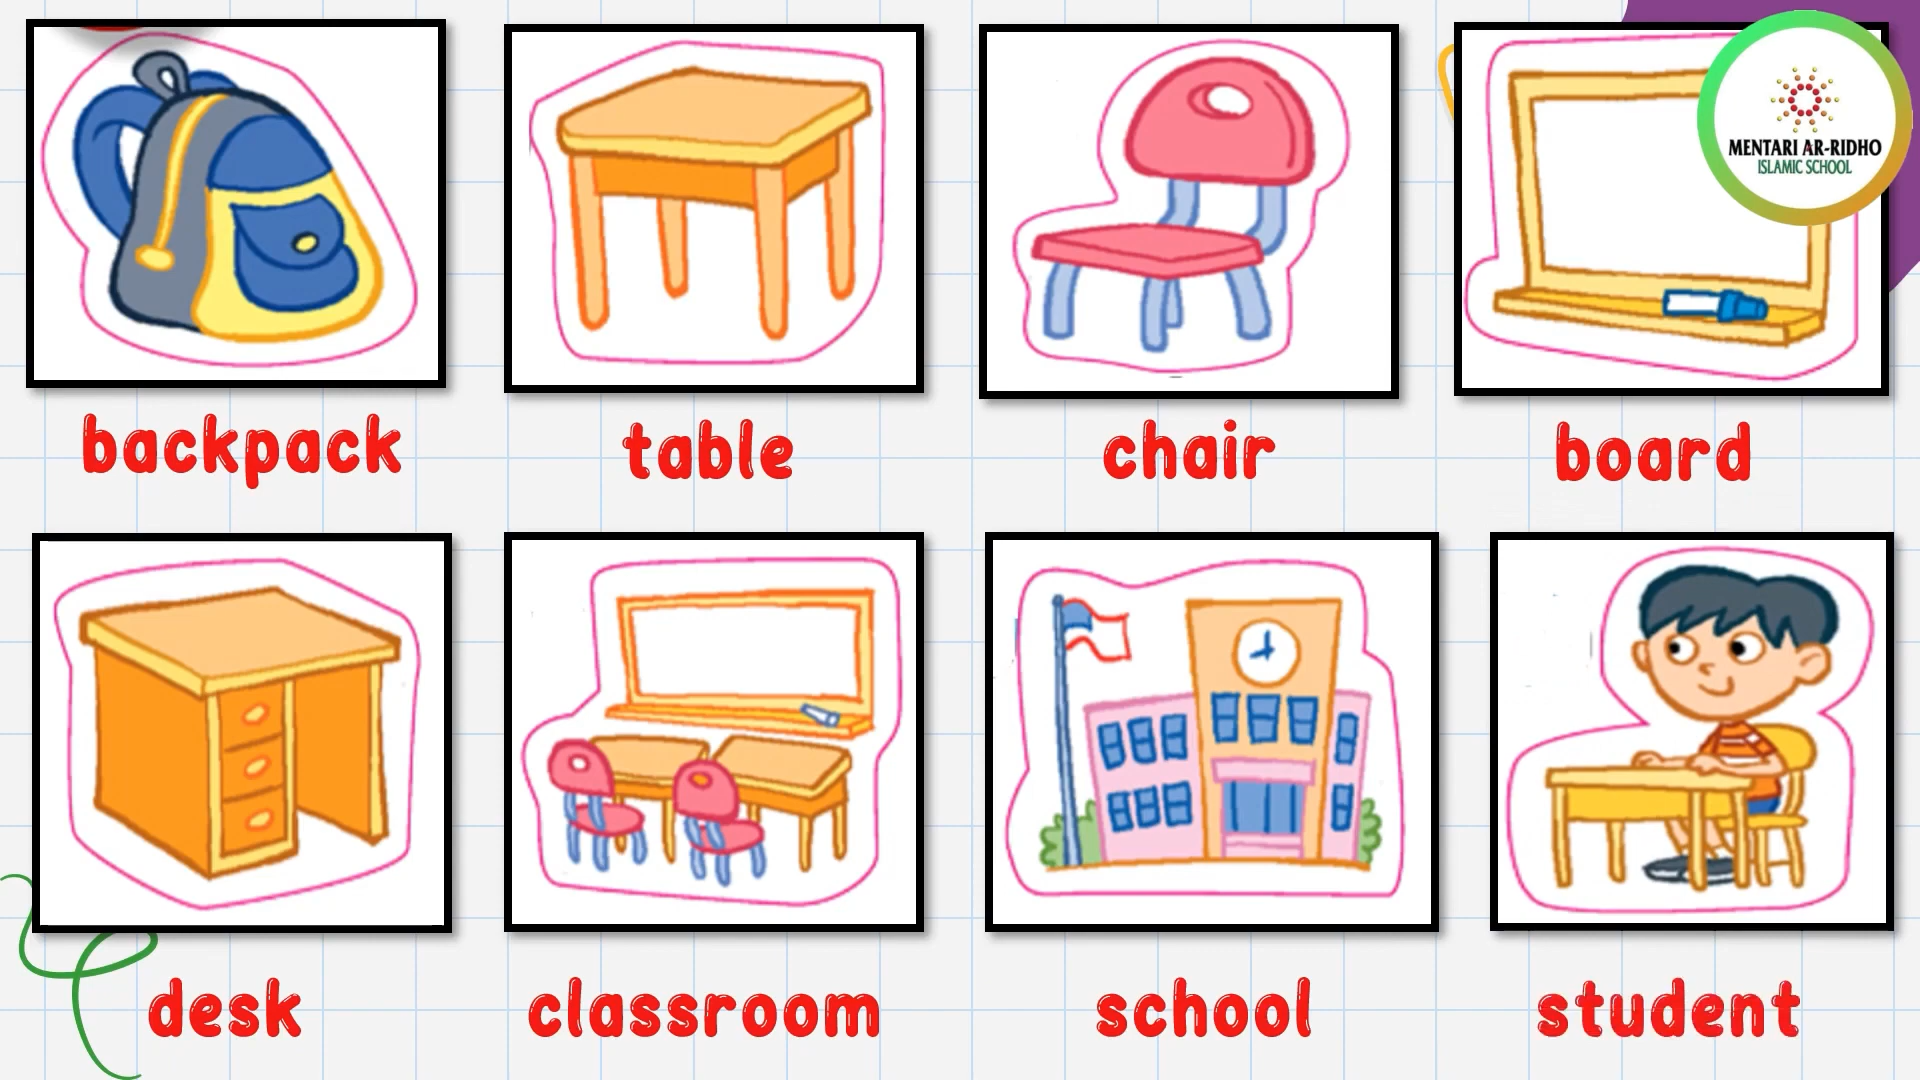 MENTARI AR-RIDHO
ISLAMIC SCHOOL
backpack
table
chair
board
desk
classroom
school
student